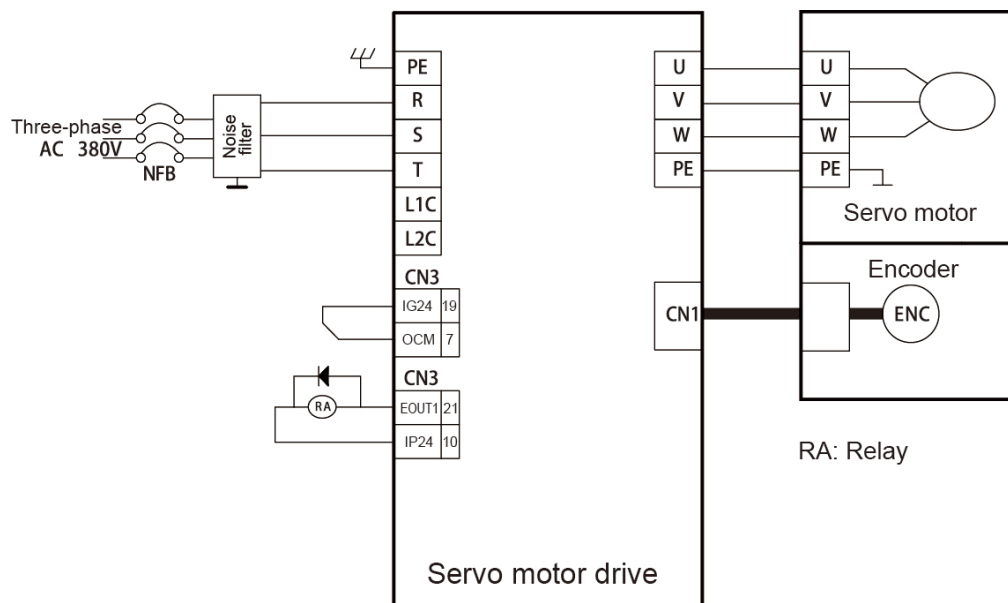 Three-phase
AC 380V
NFB
Noise
filter
PE
R
S
T
L1C
L2C
CN3
IG24 19
OCM 7
CN3
EOUT1 21
IP24 10
RA
U
V
W
PE
CN1
U
V
W
PE
Servo motor
Encoder
ENC
RA: Relay
Servo motor drive